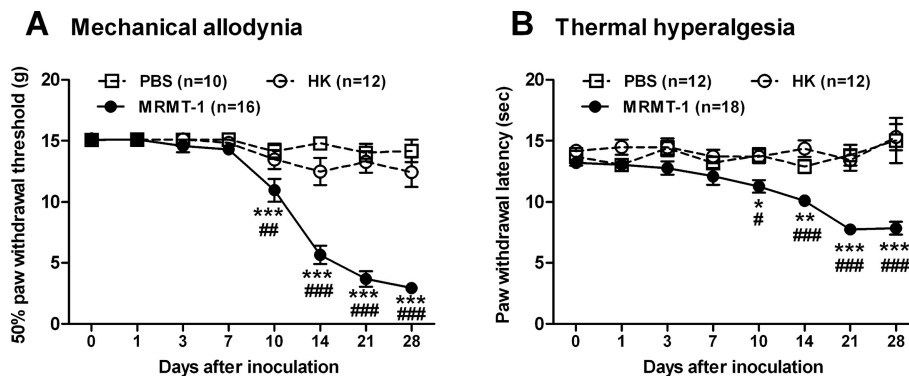 A Mechanical allodynia
PBS (n=10) HK (n=12)
MRMT-1 (n=16)
50% paw withdrawal threshold (g)
20
15
10
5
0
***
##
***
###
***
###
***
###
0 1 3 7 10 14 21 28
Days after inoculation
B Thermal hyperalgesia
PBS (n=12) HK (n=12)
MRMT-1 (n=18)
Paw withdrawal latency (sec)
20
15
10
5
0
*
#
**
###
***
###
***
###
0 1 3 7 10 14 21 28
Days after inoculation